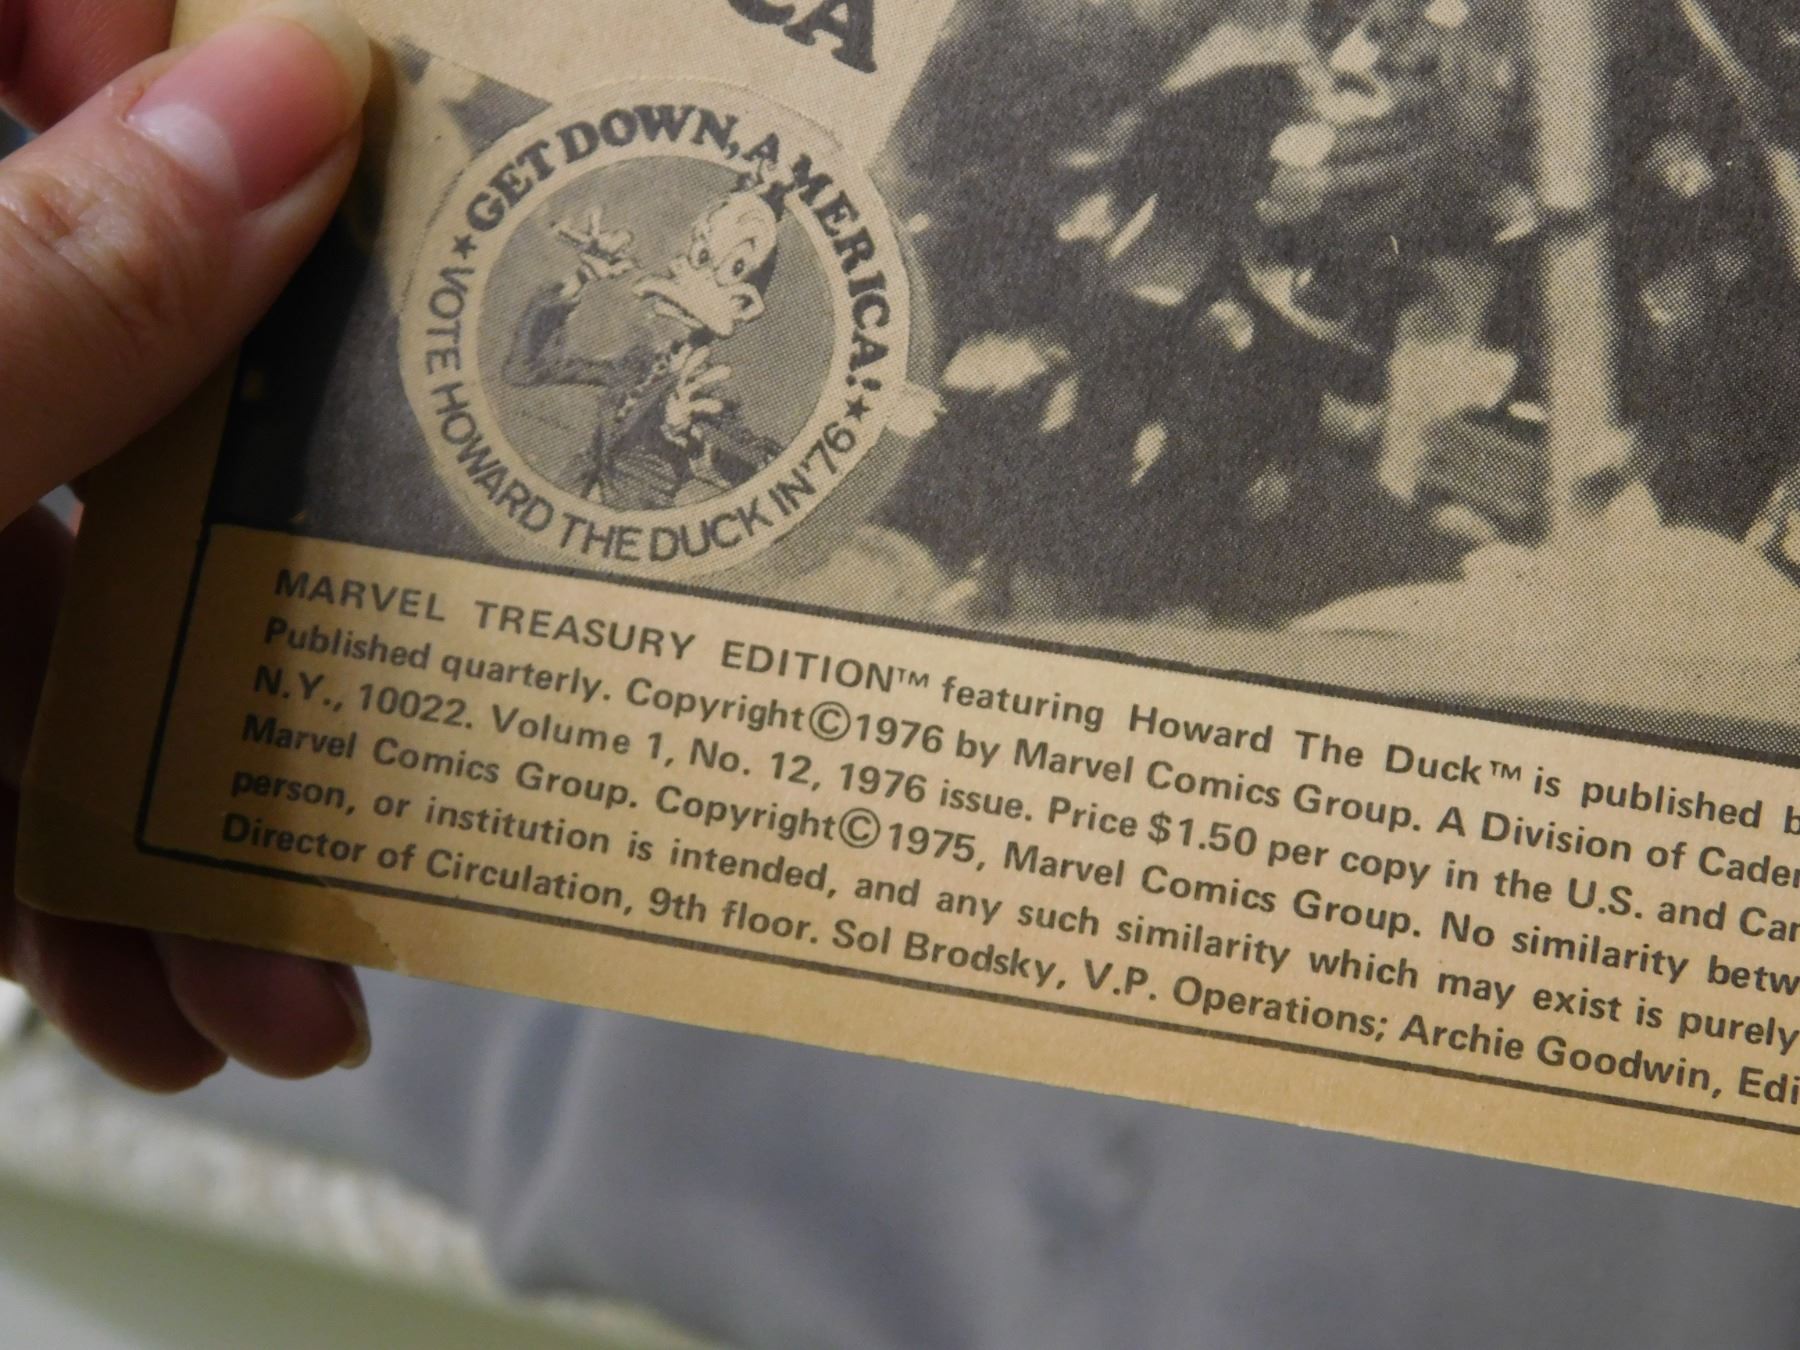 CA
GET DOWN, AMERICA!
★ VOTE HOWARD THE DUCK IN '76 ★
MARVEL TREASURY EDITION™ featuring Howard The Duck™ is published
Published quarterly. Copyright©1976 by Marvel Comics Group. A Division of
N.Y., 10022. Volume 1, No. 12, 1976 issue. Price $1.50 per copy in the U.S. and
Marvel Comics Group. Copyright©1975, Marvel Comics Group. No similarity
person, or institution is intended, and any such similarity which may exist is purely
Director of Circulation, 9th floor. Sol Brodsky, V.P. Operations; Archie Goodwin,